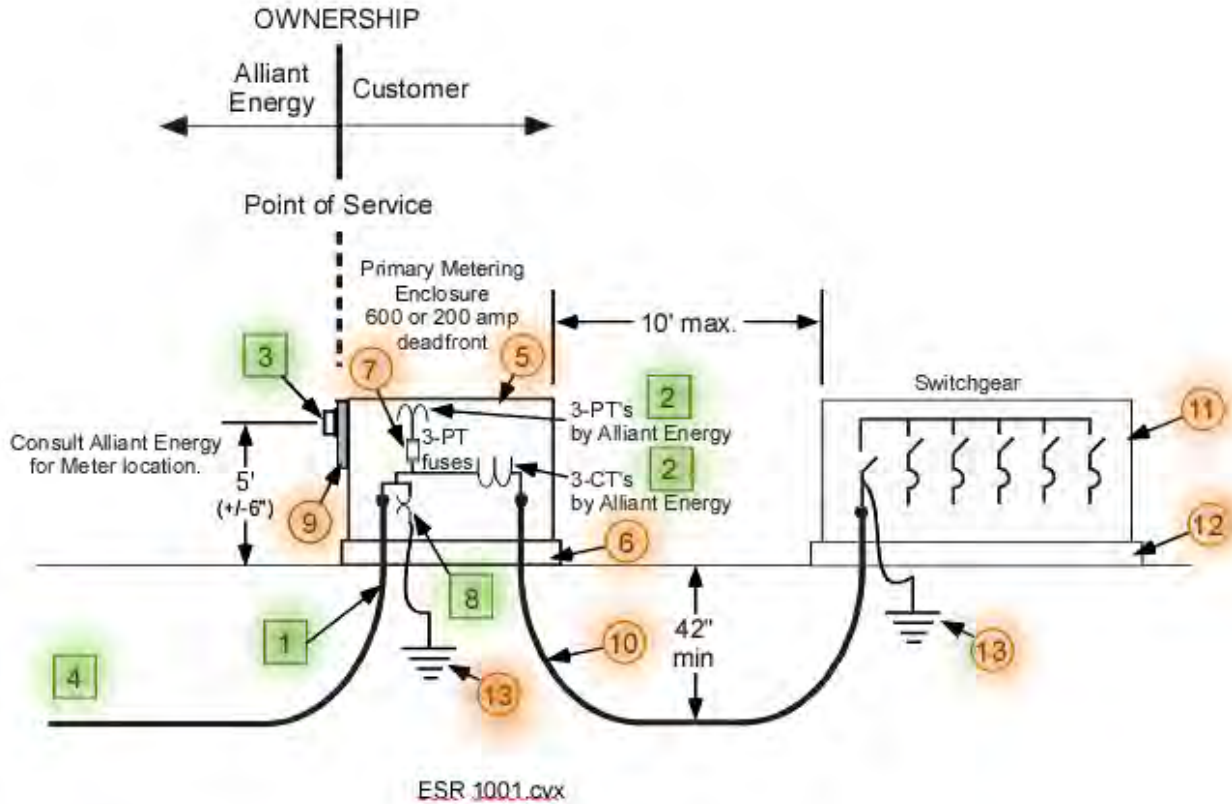 OWNERSHIP
Alliant
Energy
Customer
Point of Service
Primary Metering
Enclosure
600 or 200 amp
deadfront
10' max.
3
7
5
Switchgear
11
Consult Alliant Energy
for Meter location.
3-PT's
by Alliant Energy
2
3-PT
fuses
3-CT's
by Alliant Energy
2
5'
(+/-6")
9
6
12
8
1
42"
min
10
13
13
4
ESR 1001.cvx